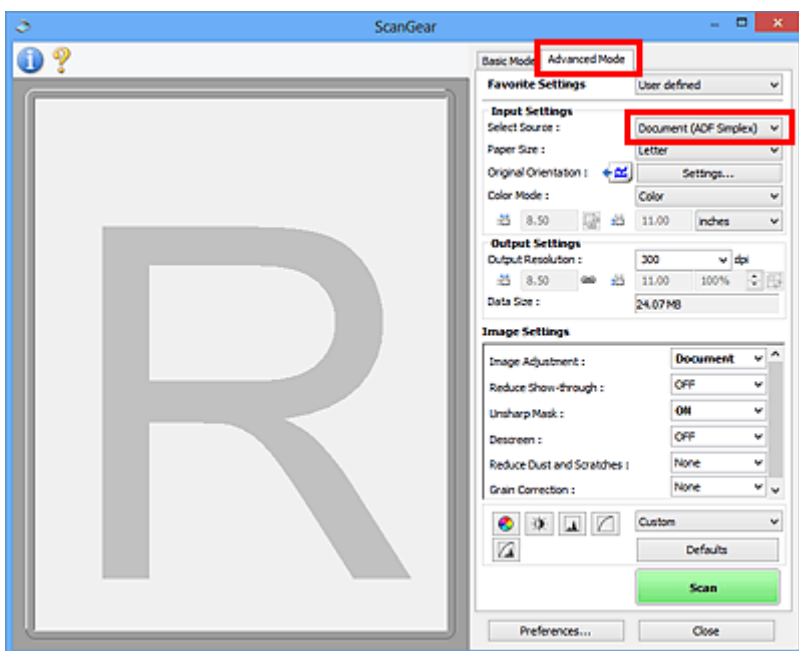 ScanGear
Basic Mode Advanced Mode
Favorite Settings User defined
Input Settings
Select Source : Document (ADF Simplex)
Paper Size : Letter
Original Orientation : Settings...
Color Mode : Color
8.50 11.00 inches
Output Settings
Output Resolution : 300 dpi
8.50 11.00 100%
Data Size : 24.07 MB
Image Settings
Image Adjustment : Document
Reduce Show-through : OFF
Unsharp Mask : ON
Descreen : OFF
Reduce Dust and Scratches : None
Grain Correction : None
Custom
Defaults
Scan
Preferences... Close
R